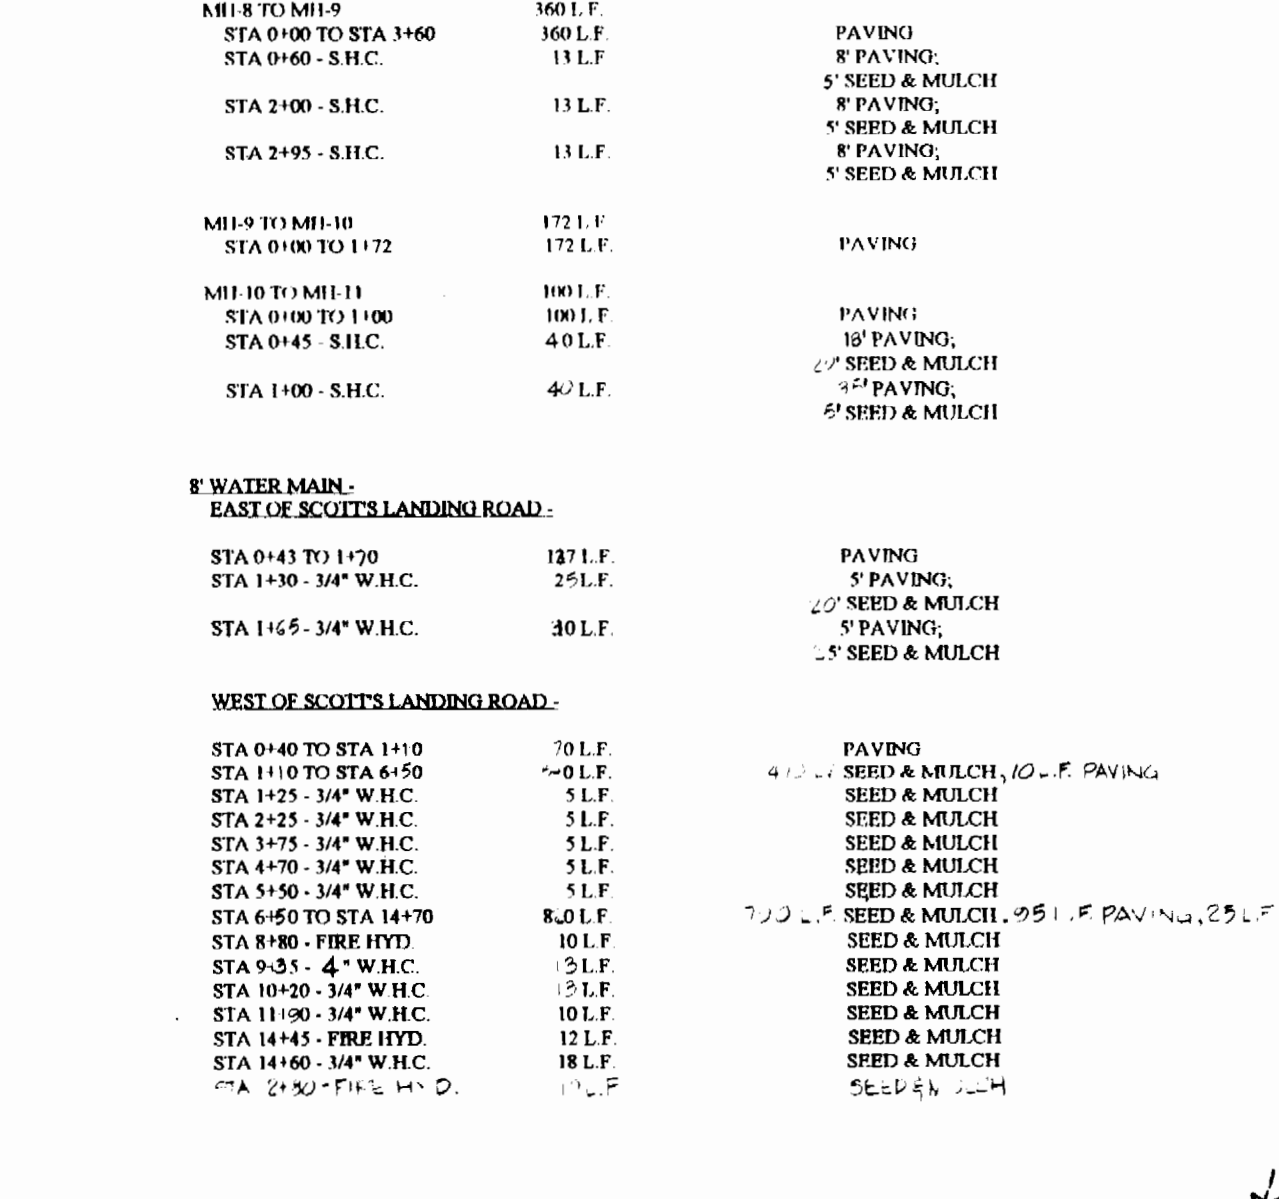 MH-8 TO MH-9 360 L.F.
STA 0+00 TO STA 3+60 360 L.F. PAVING
STA 0+60 - S.H.C. 13 L.F 8' PAVING;
5' SEED & MULCH
STA 2+00 - S.H.C. 13 L.F. 8' PAVING;
5' SEED & MULCH
STA 2+95 - S.H.C. 13 L.F. 8' PAVING;
5' SEED & MULCH
MH-9 TO MH-10 172 L.F
STA 0+00 TO 1+72 172 L.F. PAVING
MH-10 TO MH-11 100 L.F.
STA 0+00 TO 1+00 100 L.F. PAVING
STA 0+45 - S.H.C. 40 L.F. 18' PAVING;
SEED & MULCH
STA 1+00 - S.H.C. 40 L.F. PAVING;
SEED & MULCH
8' WATER MAIN -
EAST OF SCOTT'S LANDING ROAD -
STA 0+43 TO 1+70 127 L.F. PAVING
STA 1+30 - 3/4" W.H.C. 25 L.F. 5' PAVING;
20' SEED & MULCH
STA 1+65 - 3/4" W.H.C. 30 L.F. 5' PAVING;
SEED & MULCH
WEST OF SCOTT'S LANDING ROAD -
STA 0+40 TO STA 1+10 70 L.F. PAVING
STA 1+10 TO STA 6+50 L.F. SEED & MULCH, 10 L.F. PAVING
STA 1+25 - 3/4" W.H.C. 5 L.F. SEED & MULCH
STA 2+25 - 3/4" W.H.C. 5 L.F. SEED & MULCH
STA 3+75 - 3/4" W.H.C. 5 L.F. SEED & MULCH
STA 4+70 - 3/4" W.H.C. 5 L.F. SEED & MULCH
STA 5+50 - 3/4" W.H.C. 5 L.F. SEED & MULCH
STA 6+50 TO STA 14+70 L.F. 700 L.F. SEED & MULCH. 95 L.F. PAVING, 25 L.F
STA 8+80 - FIRE HYD. 10 L.F. SEED & MULCH
STA 9+35 - 4" W.H.C. 13 L.F. SEED & MULCH
STA 10+20 - 3/4" W.H.C. 13 L.F. SEED & MULCH
STA 11+90 - 3/4" W.H.C. 10 L.F. SEED & MULCH
STA 14+45 - FIRE HYD. 12 L.F. SEED & MULCH
STA 14+60 - 3/4" W.H.C. 18 L.F. SEED & MULCH
STA - FIRE HYD. L.F SEED & MULCH